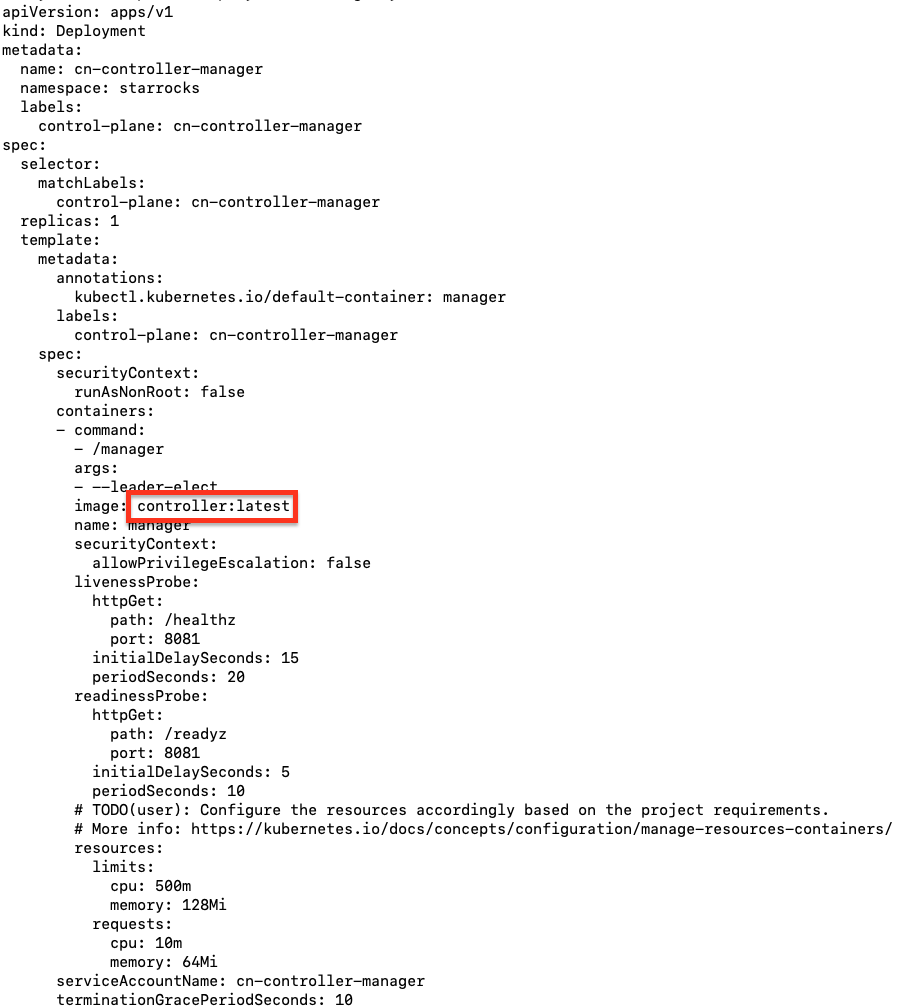 apiVersion: apps/v1
kind: Deployment
metadata:
  name: cn-controller-manager
  namespace: starrocks
  labels:
    control-plane: cn-controller-manager
spec:
  selector:
    matchLabels:
      control-plane: cn-controller-manager
  replicas: 1
  template:
    metadata:
      annotations:
        kubectl.kubernetes.io/default-container: manager
      labels:
        control-plane: cn-controller-manager
    spec:
      securityContext:
        runAsNonRoot: false
      containers:
      - command:
        - /manager
        args:
        - --leader-elect
        image: controller:latest
        name: manager
        securityContext:
          allowPrivilegeEscalation: false
        livenessProbe:
          httpGet:
            path: /healthz
            port: 8081
          initialDelaySeconds: 15
          periodSeconds: 20
        readinessProbe:
          httpGet:
            path: /readyz
            port: 8081
          initialDelaySeconds: 5
          periodSeconds: 10
        # TODO(user): Configure the resources accordingly based on the project requirements.
        # More info: https://kubernetes.io/docs/concepts/configuration/manage-resources-containers/
        resources:
          limits:
            cpu: 500m
            memory: 128Mi
          requests:
            cpu: 10m
            memory: 64Mi
      serviceAccountName: cn-controller-manager
      terminationGracePeriodSeconds: 10